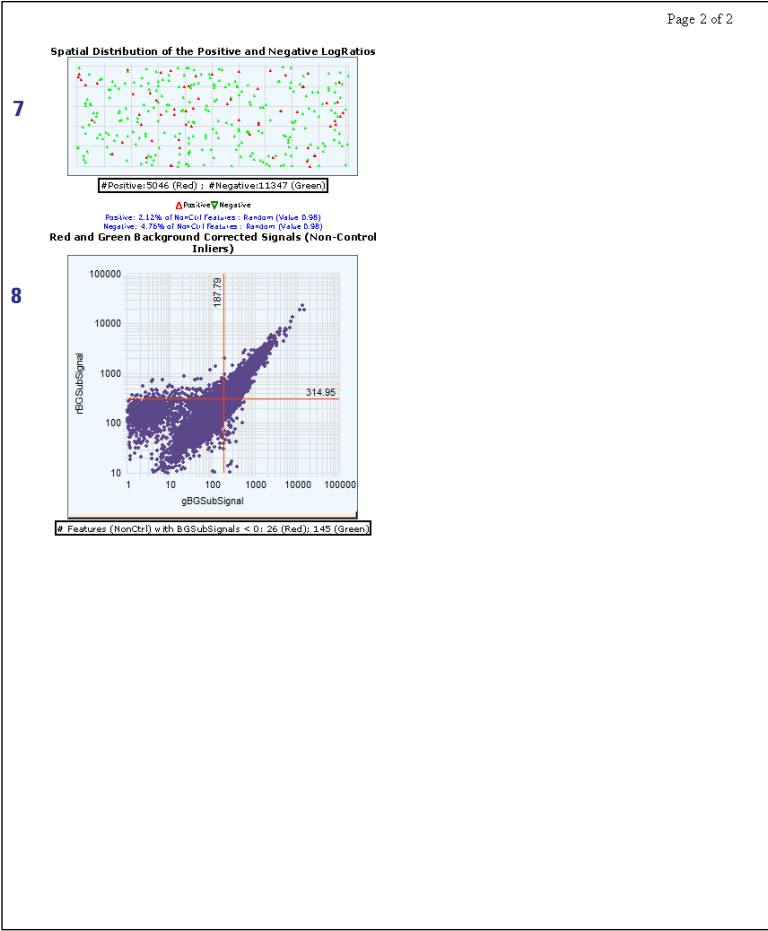 Page 2 of 2
7
Spatial Distribution of the Positive and Negative LogRatios
#Positive:5046 (Red) ; #Negative:11347 (Green)
Positive Negative
Positive: 2.12% of NonCtrl Features : Random (Value 0.98)
Negative: 4.76% of NonCtrl Features : Random (Value 0.98)
8
Red and Green Background Corrected Signals (Non-Control
Inliers)
100000
10000
1000
100
10
rBGSubSignal
187.79
314.95
1 10 100 1000 10000 100000
gBGSubSignal
# Features (NonCtrl) with BGSubSignals < 0: 26 (Red); 145 (Green)